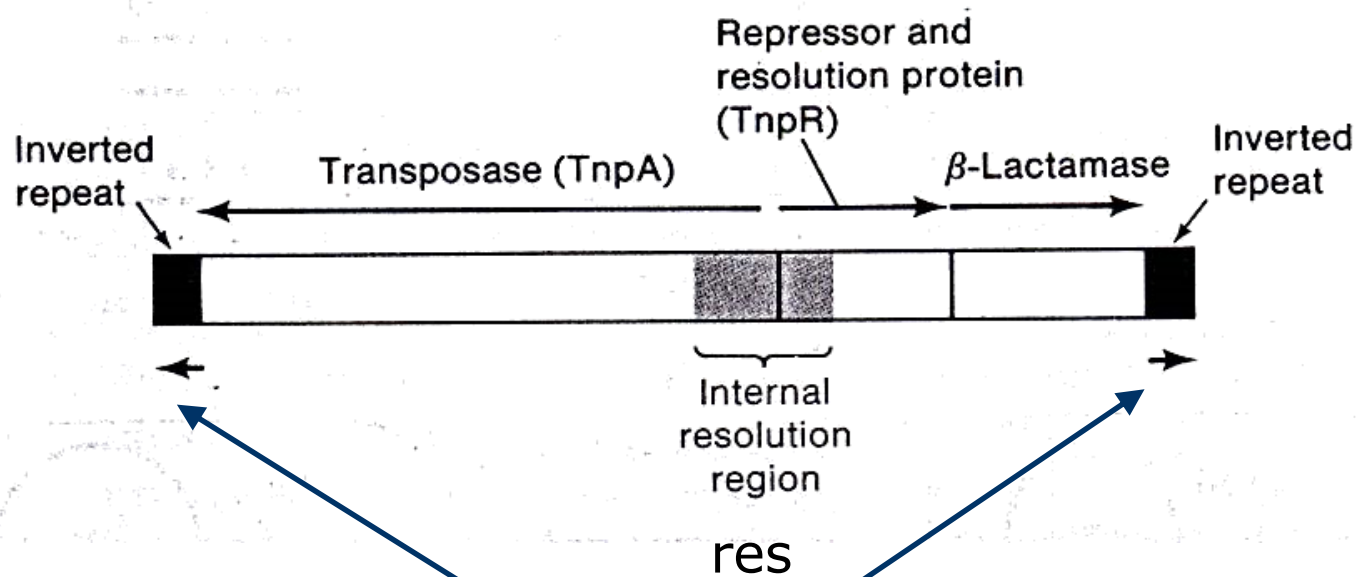 Repressor and
resolution protein
(TnpR)
Inverted
repeat
Transposase (TnpA)
β-Lactamase
Inverted
repeat
Internal
resolution
region
res